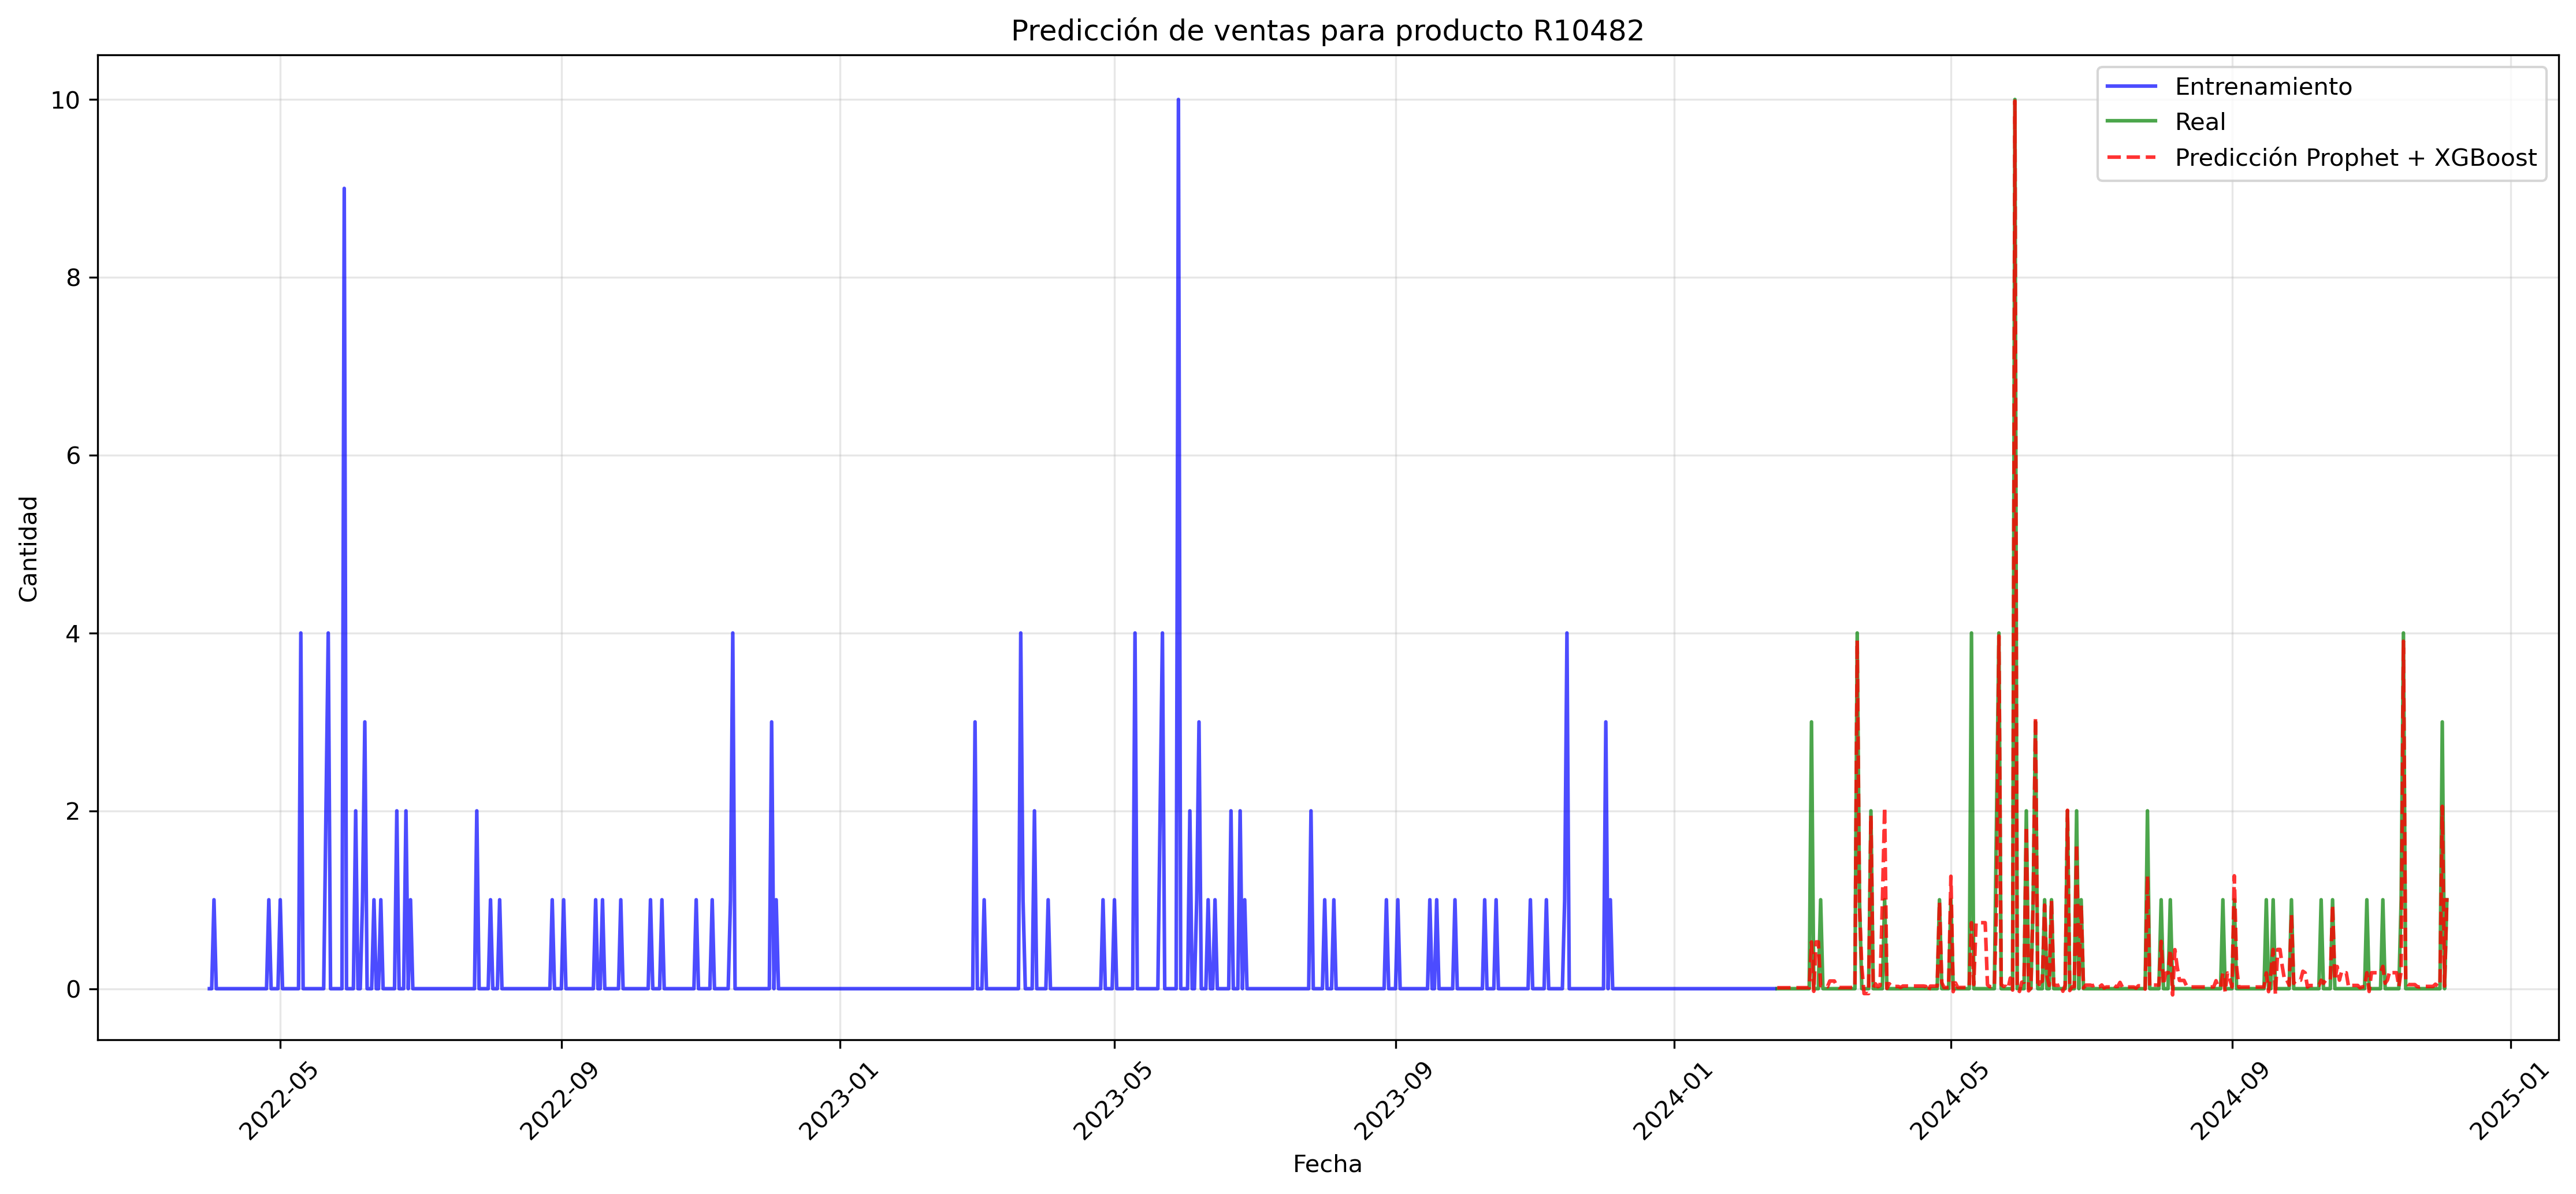 Predicción de ventas para producto R10482
Entrenamiento
Real
Predicción Prophet + XGBoost
Cantidad
10
8
6
4
2
0
2022-05
2022-09
2023-01
2023-05
2023-09
2024-01
2024-05
2024-09
2025-01
Fecha